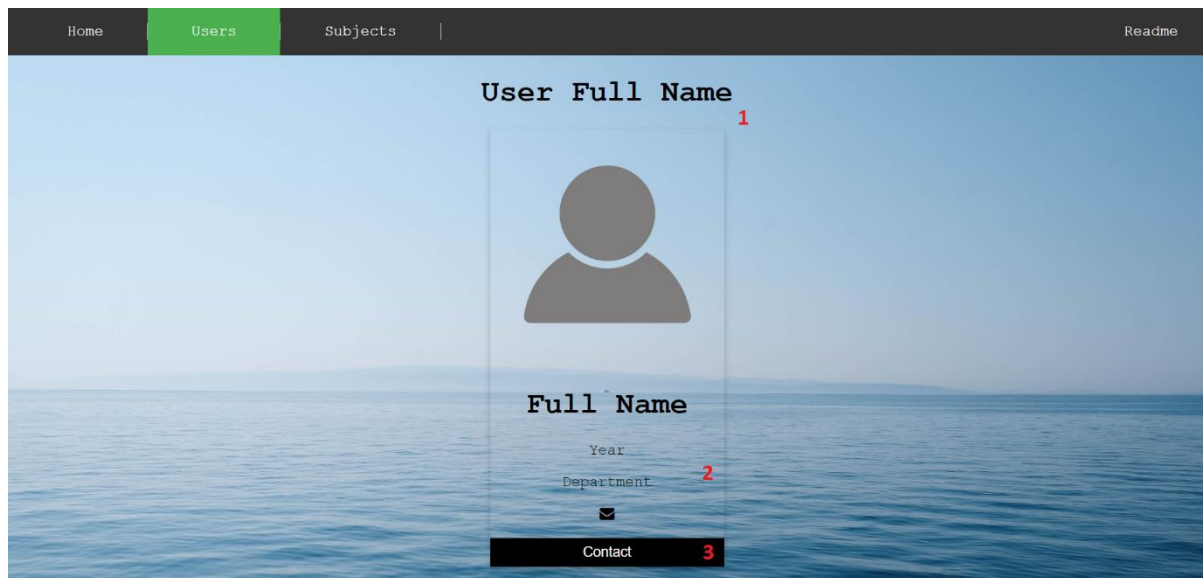 Home Users Subjects Readme
User Full Name
1
Full Name
Year
Department 2
Contact 3